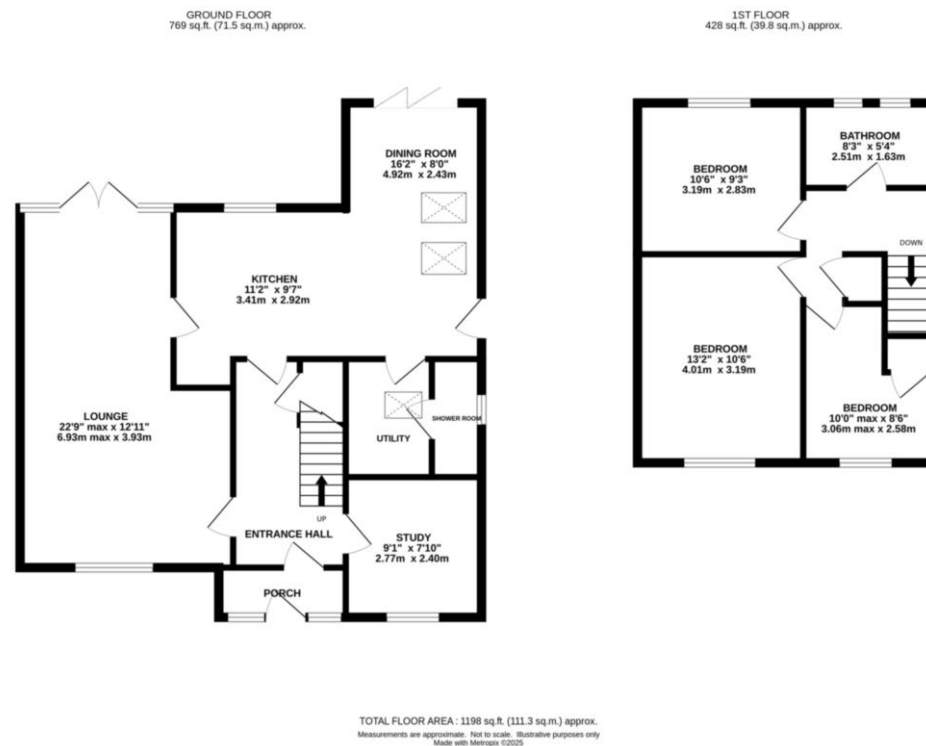 GROUND FLOOR
769 sq.ft. (71.5 sq.m.) approx.
1ST FLOOR
428 sq.ft. (39.8 sq.m.) approx.
DINING ROOM
16'2" x 8'0"
4.92m x 2.43m
KITCHEN
11'2" x 9'7"
3.41m x 2.92m
LOUNGE
22'9" max x 12'11"
6.93m max x 3.93m
UTILITY
SHOWER ROOM
UP
ENTRANCE HALL
STUDY
9'1" x 7'10"
2.77m x 2.40m
PORCH
BEDROOM
10'6" x 9'3"
3.19m x 2.83m
BATHROOM
8'3" x 5'4"
2.51m x 1.63m
DOWN
BEDROOM
13'2" x 10'6"
4.01m x 3.19m
BEDROOM
10'0" max x 8'6"
3.06m max x 2.58m
TOTAL FLOOR AREA : 1198 sq.ft. (111.3 sq.m.) approx.
Measurements are approximate. Not to scale. Illustrative purposes only
Made with Metropix ©2025